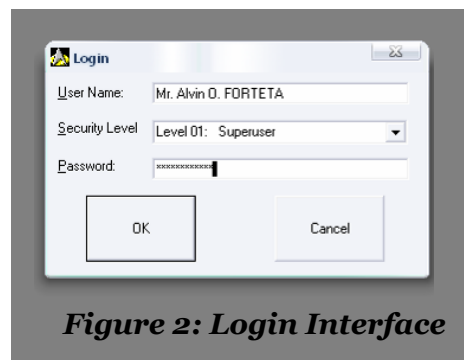 Login
User Name: Mr. Alvin O. FORTETA
Security Level Level 01: Superuser
Password: ************
OK Cancel
Figure 2: Login Interface